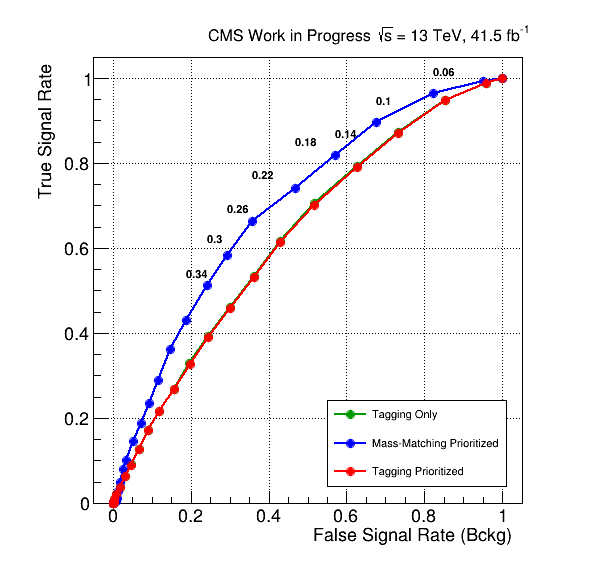 CMS Work in Progress √s = 13 TeV, 41.5 fb⁻¹
True Signal Rate
1
0.8
0.6
0.4
0.2
0
0.06
0.1
0.14
0.18
0.22
0.26
0.3
0.34
Tagging Only
Mass-Matching Prioritized
Tagging Prioritized
0 0.2 0.4 0.6 0.8 1
False Signal Rate (Bckg)